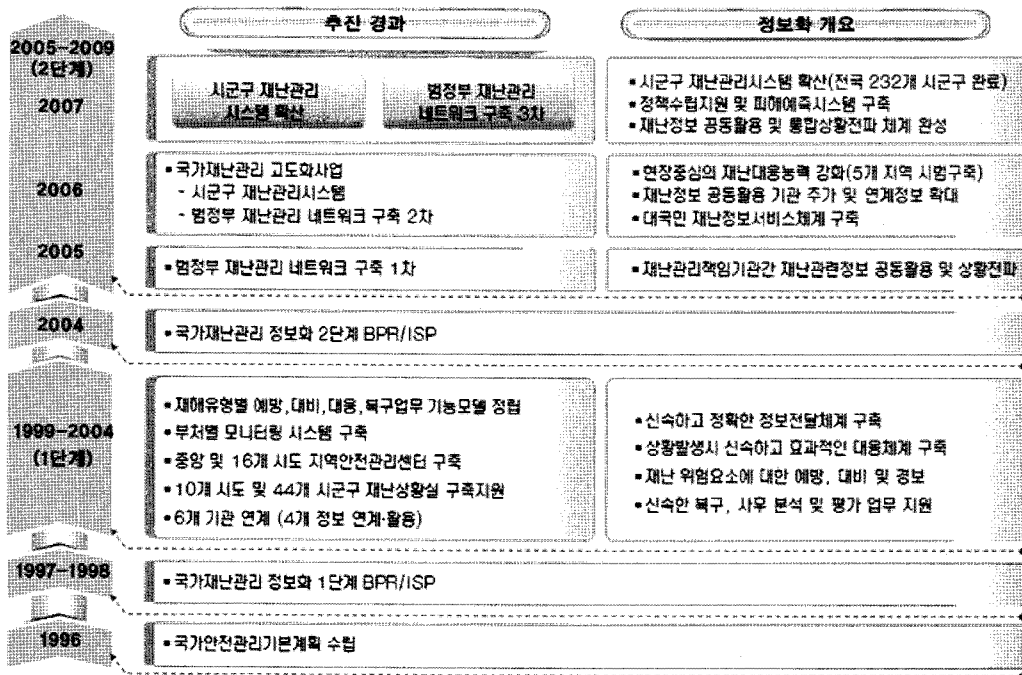 추진 경과
정보화 개요
2005-2009
(2단계)
2007
시군구 재난관리
시스템 확산
범정부 재난관리
네트워크 구축 3차
▪시군구 재난관리시스템 확산(전국 232개 시군구 완료)
▪정책수립지원 및 피해예측시스템 구축
▪재난정보 공동활용 및 통합상황전파 체계 완성
2006
▪국가재난관리 고도화사업
- 시군구 재난관리시스템
- 범정부 재난관리 네트워크 구축 2차
▪현장중심의 재난대응능력 강화(5개 지역 시범구축)
▪재난정보 공동활용 기관 추가 및 연계정보 확대
▪대국민 재난정보서비스체계 구축
2005
▪범정부 재난관리 네트워크 구축 1차
▪재난관리책임기관간 재난관련정보 공동활용 및 상황전파
2004
▪국가재난관리 정보화 2단계 BPR/ISP
1999-2004
(1단계)
▪재해유형별 예방,대비,대응,복구업무 기능모델 정립
▪부처별 모니터링 시스템 구축
▪중앙 및 16개 시도 지역안전관리센터 구축
▪10개 시도 및 44개 시군구 재난상황실 구축지원
▪6개 기관 연계 (4개 정보 연계·활용)
▪신속하고 정확한 정보전달체계 구축
▪상황발생시 신속하고 효과적인 대응체계 구축
▪재난 위험요소에 대한 예방, 대비 및 경보
▪신속한 복구, 사후 분석 및 평가 업무 지원
1997-1998
▪국가재난관리 정보화 1단계 BPR/ISP
1996
▪국가안전관리기본계획 수립